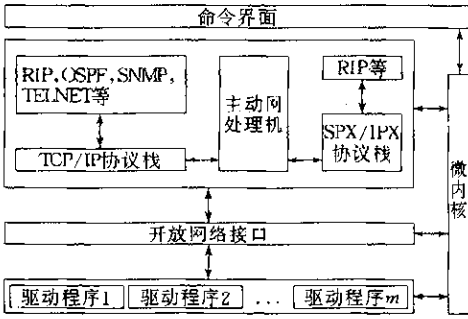 命令界面
RIP,OSPF,SNMP,
TELNET等
主动网
处理机
RIP等
SPX/IPX
协议栈
TCP/IP协议栈
微内核
开放网络接口
驱动程序1
驱动程序2
...
驱动程序m